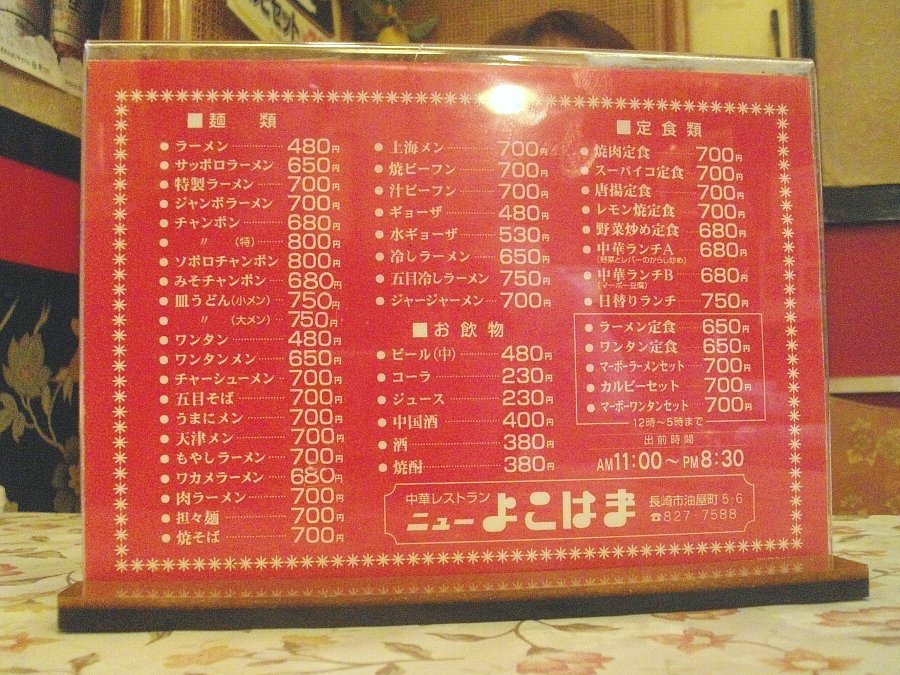 ■麺類
●ラーメン 480円
●サッポロラーメン 650円
●特製ラーメン 700円
●ジャンボラーメン 700円
●チャンポン 680円
● 〃 (特) 800円
●ソボロチャンポン 800円
●みそチャンポン 680円
●皿うどん(小メン) 750円
● 〃 (大メン) 750円
●ワンタン 480円
●ワンタンメン 650円
●チャーシューメン 700円
●五目そば 700円
●うまにメン 700円
●天津メン 700円
●もやしラーメン 700円
●ワカメラーメン 680円
●肉ラーメン 700円
●担々麺 700円
●焼そば 700円
●上海メン 700円
●焼ビーフン 700円
●汁ビーフン 700円
●ギョーザ 480円
●水ギョーザ 530円
●冷しラーメン 650円
●五目冷しラーメン 750円
●ジャージャーメン 700円
■お飲物
●ビール(中) 480円
●コーラ 230円
●ジュース 230円
●中国酒 400円
●酒 380円
●焼酎 380円
■定食類
●焼肉定食 700円
●スーパイコ定食 700円
●唐揚定食 700円
●レモン焼定食 700円
●野菜炒め定食 680円
●中華ランチA 680円
(野菜とレバーのからし炒め)
●中華ランチB 680円
(マーボー豆腐)
●日替りランチ 750円
●ラーメン定食 650円
●ワンタン定食 650円
●マーボーラーメンセット 700円
●カルビーセット 700円
●マーボーワンタンセット 700円
12時〜5時まで
出前時間
AM11:00〜PM8:30
中華レストラン
ニューよこはま
長崎市油屋町5-6
☎827-7588